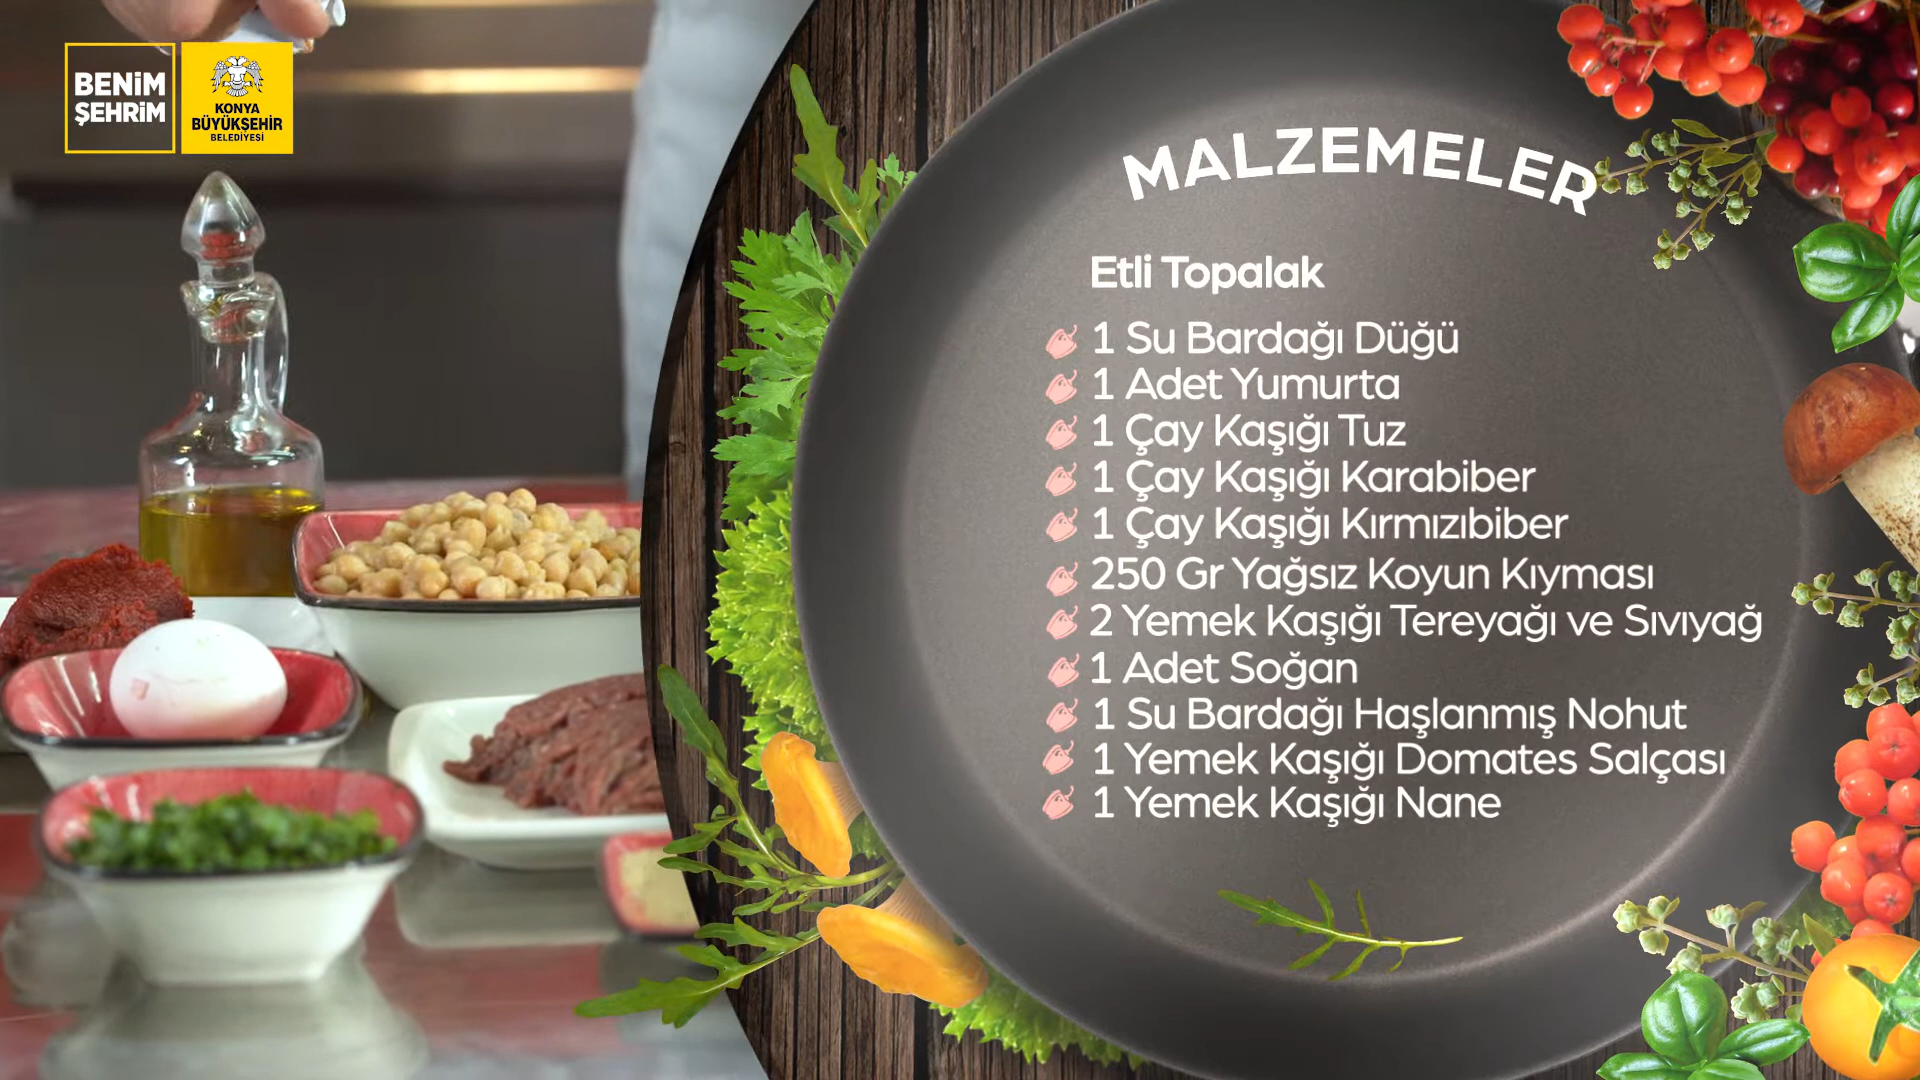 BENİM
ŞEHRİM
KONYA
BÜYÜKŞEHİR
BELEDİYESİ
MALZEMELER
Etli Topalak
1 Su Bardağı Düğü
1 Adet Yumurta
1 Çay Kaşığı Tuz
1 Çay Kaşığı Karabiber
1 Çay Kaşığı Kırmızıbiber
250 Gr Yağsız Koyun Kıyması
2 Yemek Kaşığı Tereyağı ve Sıvıyağ
1 Adet Soğan
1 Su Bardağı Haşlanmış Nohut
1 Yemek Kaşığı Domates Salçası
1 Yemek Kaşığı Nane